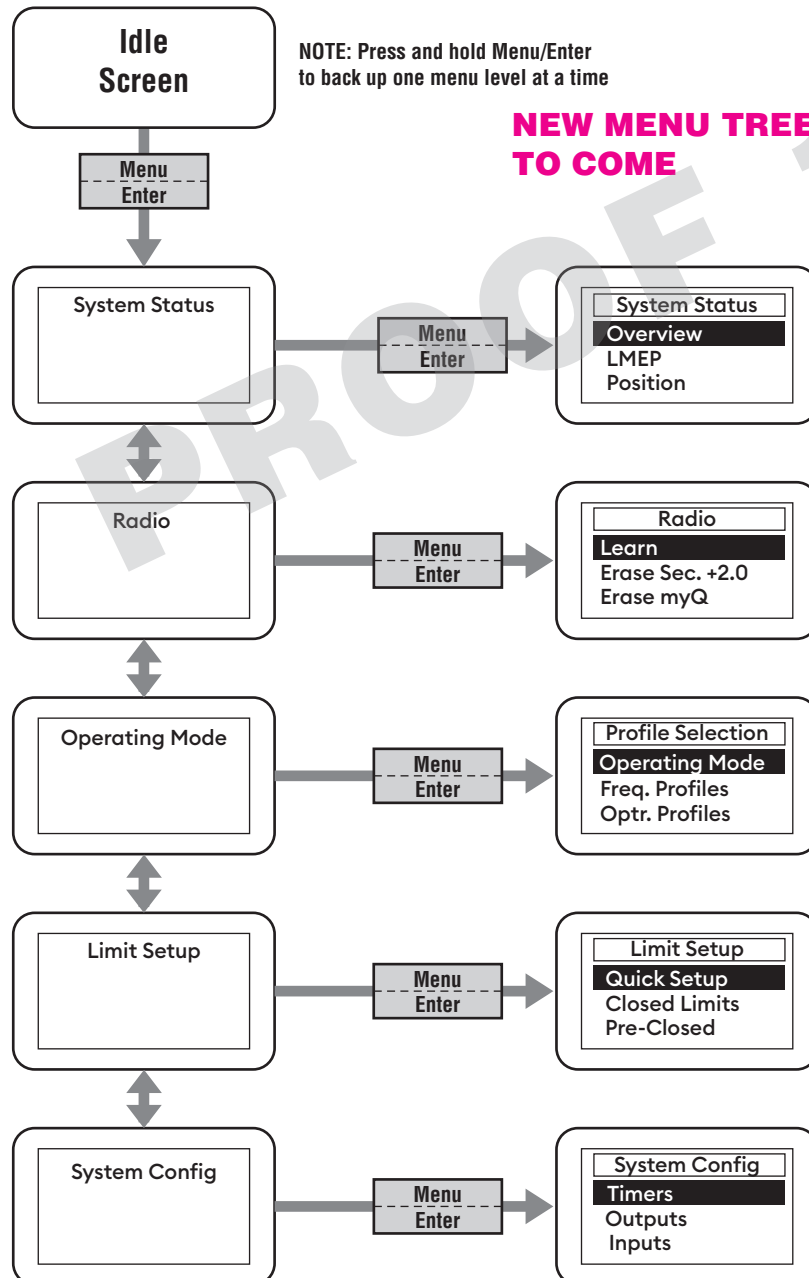 Idle
Screen
NOTE: Press and hold Menu/Enter
to back up one menu level at a time
NEW MENU TREE
TO COME
Menu
Enter
PROOF
System Status
Menu
Enter
System Status
Overview
LMEP
Position
Radio
Menu
Enter
Radio
Learn
Erase Sec. +2.0
Erase myQ
Operating Mode
Menu
Enter
Profile Selection
Operating Mode
Freq. Profiles
Optr. Profiles
Limit Setup
Menu
Enter
Limit Setup
Quick Setup
Closed Limits
Pre-Closed
System Config
Menu
Enter
System Config
Timers
Outputs
Inputs